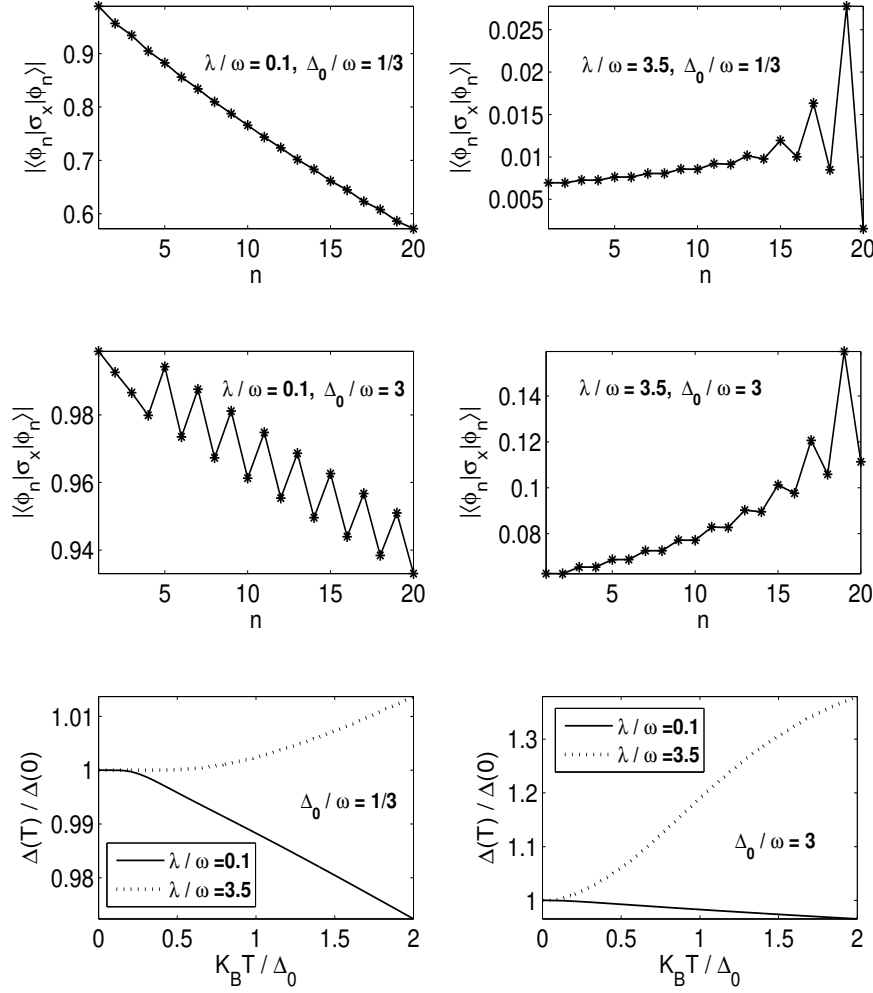 λ / ω = 0.1, Δ0 / ω = 1/3
|⟨ϕn|σx|ϕn⟩|
0.9
0.8
0.7
0.6
5 10 15 20
n
λ / ω = 3.5, Δ0 / ω = 1/3
|⟨ϕn|σx|ϕn⟩|
0.025
0.02
0.015
0.01
0.005
5 10 15 20
n
λ / ω = 0.1, Δ0 / ω = 3
|⟨ϕn|σx|ϕn⟩|
0.98
0.96
0.94
5 10 15 20
n
λ / ω = 3.5, Δ0 / ω = 3
|⟨ϕn|σx|ϕn⟩|
0.14
0.12
0.1
0.08
5 10 15 20
n
Δ(T) / Δ(0)
1.01
1
0.99
0.98
Δ0 / ω = 1/3
λ / ω =0.1
λ / ω =3.5
0 0.5 1 1.5 2
KBT / Δ0
Δ(T) / Δ(0)
1.3
1.2
1.1
1
λ / ω =0.1
λ / ω =3.5
Δ0 / ω = 3
0 0.5 1 1.5 2
KBT / Δ0